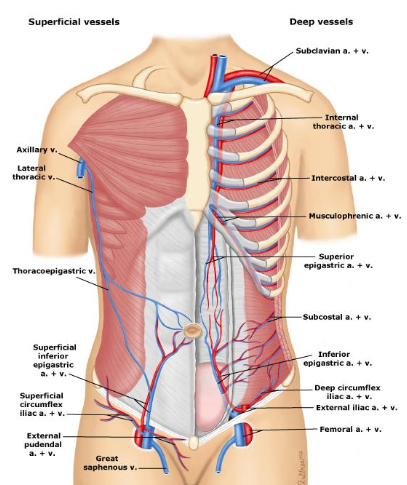 Superficial vessels
Deep vessels
Subclavian a. + v.
Internal
thoracic a. + v.
Axillary v.
Lateral
thoracic v.
Intercostal a. + v.
Musculophrenic a. + v.
Superior
epigastric a. + v.
Thoracoepigastric v.
Subcostal a. + v.
Superficial
inferior
epigastric
a. + v.
Inferior
epigastric a. + v.
Superficial
circumflex
iliac a. + v.
Deep circumflex
iliac a. + v.
External iliac a. + v.
External
pudendal
a. + v.
Femoral a. + v.
Great
saphenous v.